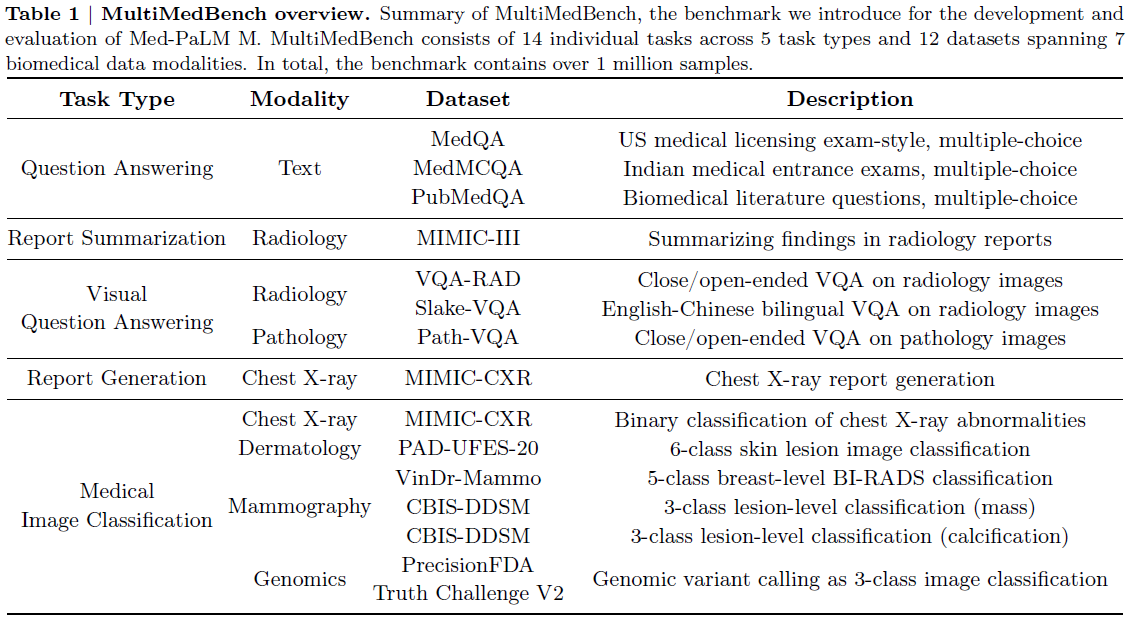 Table 1 | MultiMedBench overview. Summary of MultiMedBench, the benchmark we introduce for the development and
evaluation of Med-PaLM M. MultiMedBench consists of 14 individual tasks across 5 task types and 12 datasets spanning 7
biomedical data modalities. In total, the benchmark contains over 1 million samples.
Task Type Modality Dataset Description
MedQA US medical licensing exam-style, multiple-choice
Question Answering Text MedMCQA Indian medical entrance exams, multiple-choice
PubMedQA Biomedical literature questions, multiple-choice
Report Summarization Radiology MIMIC-III Summarizing findings in radiology reports
Visual
Question Answering
Radiology
VQA-RAD Close/open-ended VQA on radiology images
Slake-VQA English-Chinese bilingual VQA on radiology images
Pathology Path-VQA Close/open-ended VQA on pathology images
Report Generation Chest X-ray MIMIC-CXR Chest X-ray report generation
Medical
Image Classification
Chest X-ray MIMIC-CXR Binary classification of chest X-ray abnormalities
Dermatology PAD-UFES-20 6-class skin lesion image classification
Mammography
VinDr-Mammo 5-class breast-level BI-RADS classification
CBIS-DDSM 3-class lesion-level classification (mass)
CBIS-DDSM 3-class lesion-level classification (calcification)
Genomics
PrecisionFDA
Truth Challenge V2
Genomic variant calling as 3-class image classification